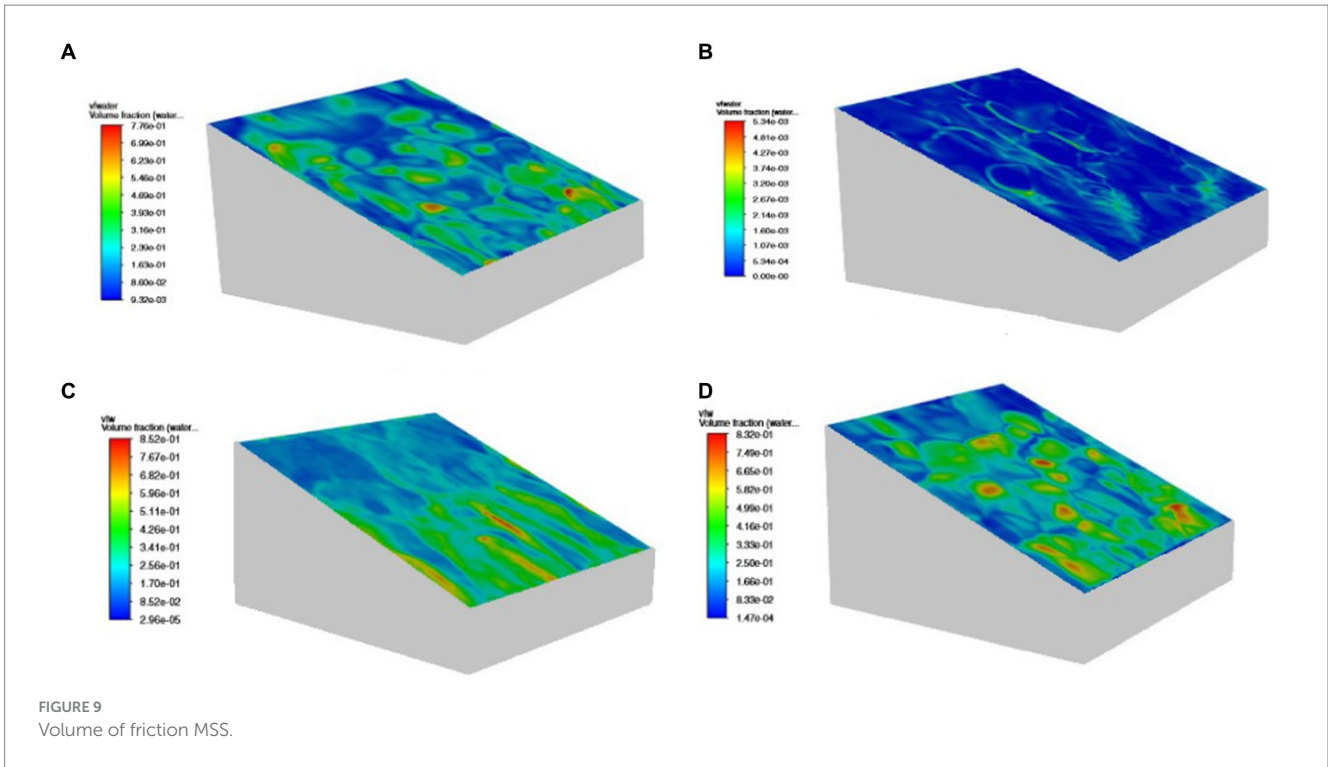 A
vfwater
Volume fraction (water...
7.76e-01
6.99e-01
6.23e-01
5.46e-01
4.69e-01
3.93e-01
3.16e-01
2.39e-01
1.63e-01
8.60e-02
9.32e-03
B
vfwater
Volume fraction (water...
5.34e-03
4.81e-03
4.27e-03
3.74e-03
3.20e-03
2.67e-03
2.14e-03
1.60e-03
1.07e-03
5.34e-04
0.00e-00
C
vfw
Volume fraction (water...
8.52e-01
7.67e-01
6.82e-01
5.96e-01
5.11e-01
4.26e-01
3.41e-01
2.56e-01
1.70e-01
8.52e-02
2.96e-05
D
vfw
Volume fraction (water...
8.32e-01
7.49e-01
6.65e-01
5.82e-01
4.99e-01
4.16e-01
3.33e-01
2.50e-01
1.66e-01
8.33e-02
1.47e-04
FIGURE 9
Volume of friction MSS.